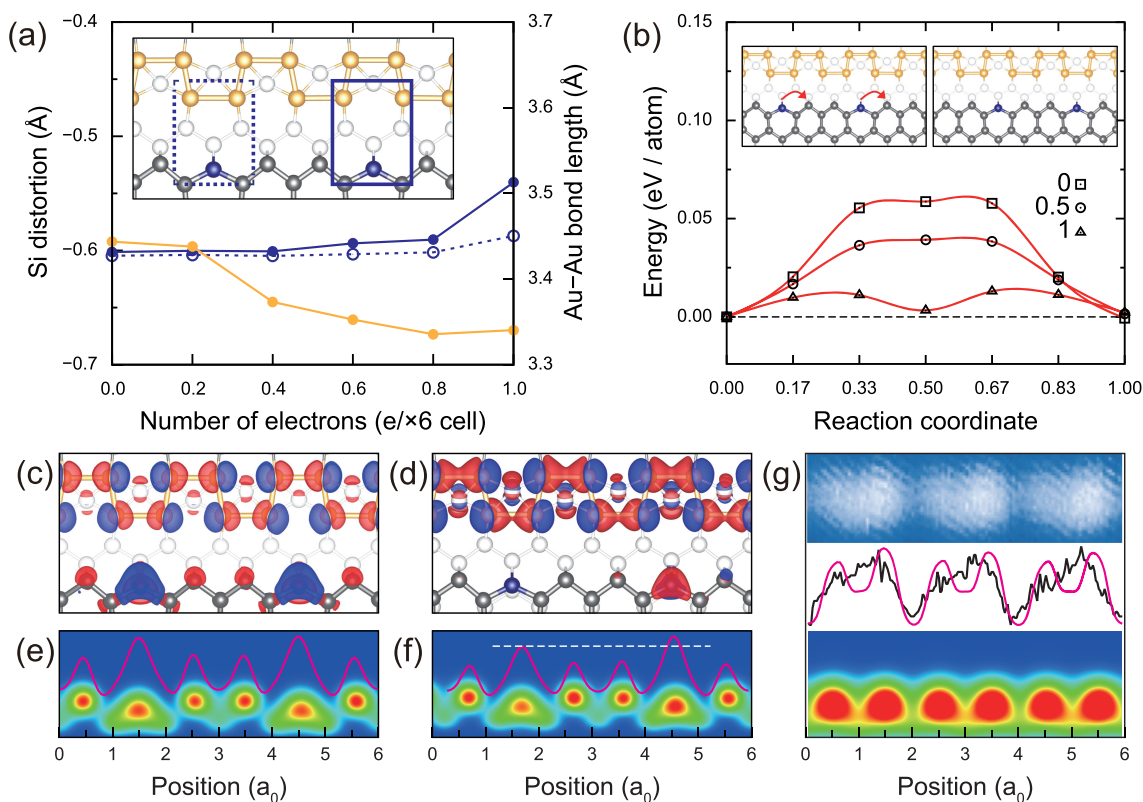 (a)
−0.4
−0.5
−0.6
−0.7
Si distortion (Å)
3.7
3.6
3.5
3.4
3.3
Au−Au bond length (Å)
0.0 0.2 0.4 0.6 0.8 1.0
Number of electrons (e/×6 cell)
(b)
0.15
0.10
0.05
0.00
Energy (eV / atom)
0
0.5
1
0.00 0.17 0.33 0.50 0.67 0.83 1.00
Reaction coordinate
(c)
(d)
(g)
(e)
(f)
0 1 2 3 4 5 6
Position (a0)
0 1 2 3 4 5 6
Position (a0)
0 1 2 3 4 5 6
Position (a0)